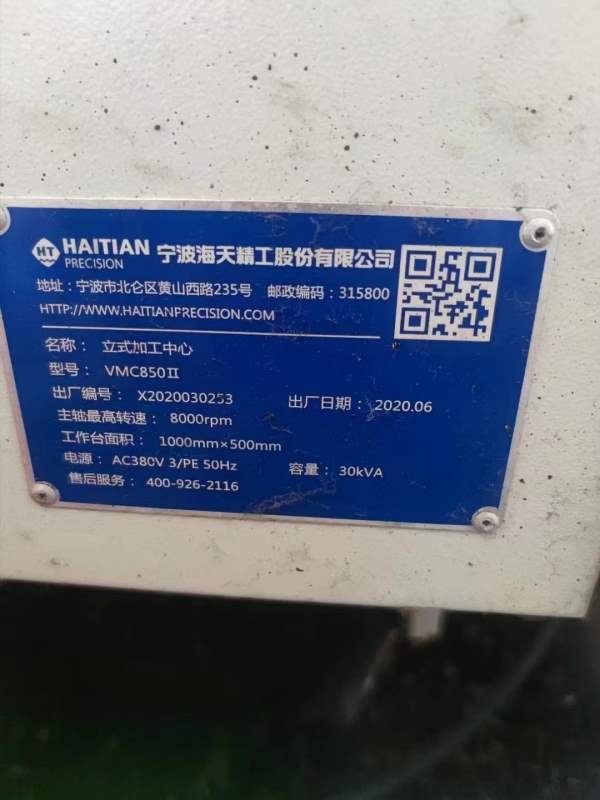 HT HAITIAN PRECISION 宁波海天精工股份有限公司
地址：宁波市北仑区黄山西路235号 邮政编码：315800
HTTP://WWW.HAITIANPRECISION.COM
名称： 立式加工中心
型号： VMC850Ⅱ
出厂编号： X2020030253 出厂日期： 2020.06
主轴最高转速： 8000rpm
工作台面积： 1000mm×500mm
电源： AC380V 3/PE 50Hz 容量： 30kVA
售后服务： 400-926-2116